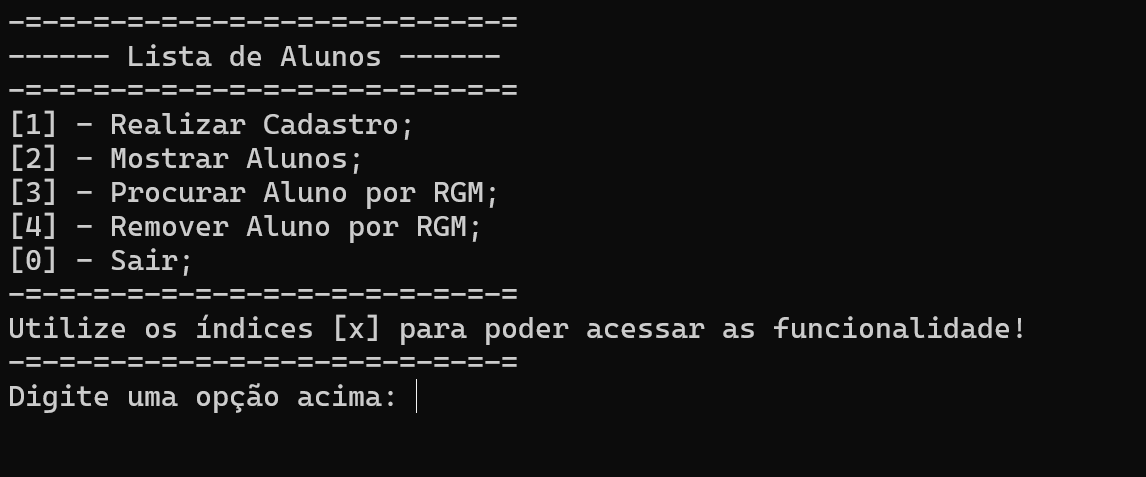 -=-=-=-=-=-=-=-=-=-=-=-=-=-=-=
------ Lista de Alunos ------
-=-=-=-=-=-=-=-=-=-=-=-=-=-=-=
[1] - Realizar Cadastro;
[2] - Mostrar Alunos;
[3] - Procurar Aluno por RGM;
[4] - Remover Aluno por RGM;
[0] - Sair;
-=-=-=-=-=-=-=-=-=-=-=-=-=-=-=
Utilize os índices [x] para poder acessar as funcionalidade!
-=-=-=-=-=-=-=-=-=-=-=-=-=-=-=
Digite uma opção acima: